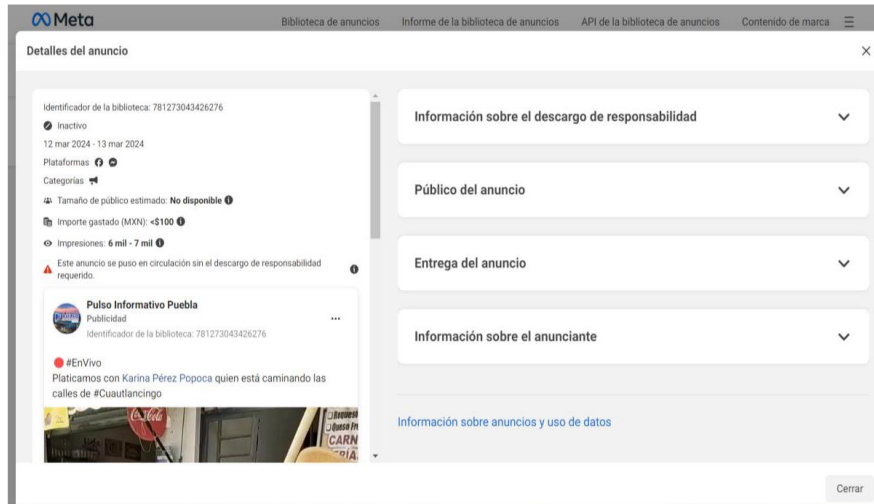 Meta
Biblioteca de anuncios
Informe de la biblioteca de anuncios
API de la biblioteca de anuncios
Contenido de marca
Detalles del anuncio
Identificador de la biblioteca: 781273043426276
Inactivo
12 mar 2024 - 13 mar 2024
Plataformas
Categorías
Tamaño de público estimado: No disponible
Importe gastado (MXN): <$100
Impresiones: 6 mil - 7 mil
Este anuncio se puso en circulación sin el descargo de responsabilidad
requerido.
Pulso Informativo Puebla
Publicidad
Identificador de la biblioteca: 781273043426276
#EnVivo
Platicamos con Karina Pérez Popoca quien está caminando las
calles de #Cuautlancingo
Coca-Cola
CARN
Información sobre el descargo de responsabilidad
Público del anuncio
Entrega del anuncio
Información sobre el anunciante
Información sobre anuncios y uso de datos
Cerrar